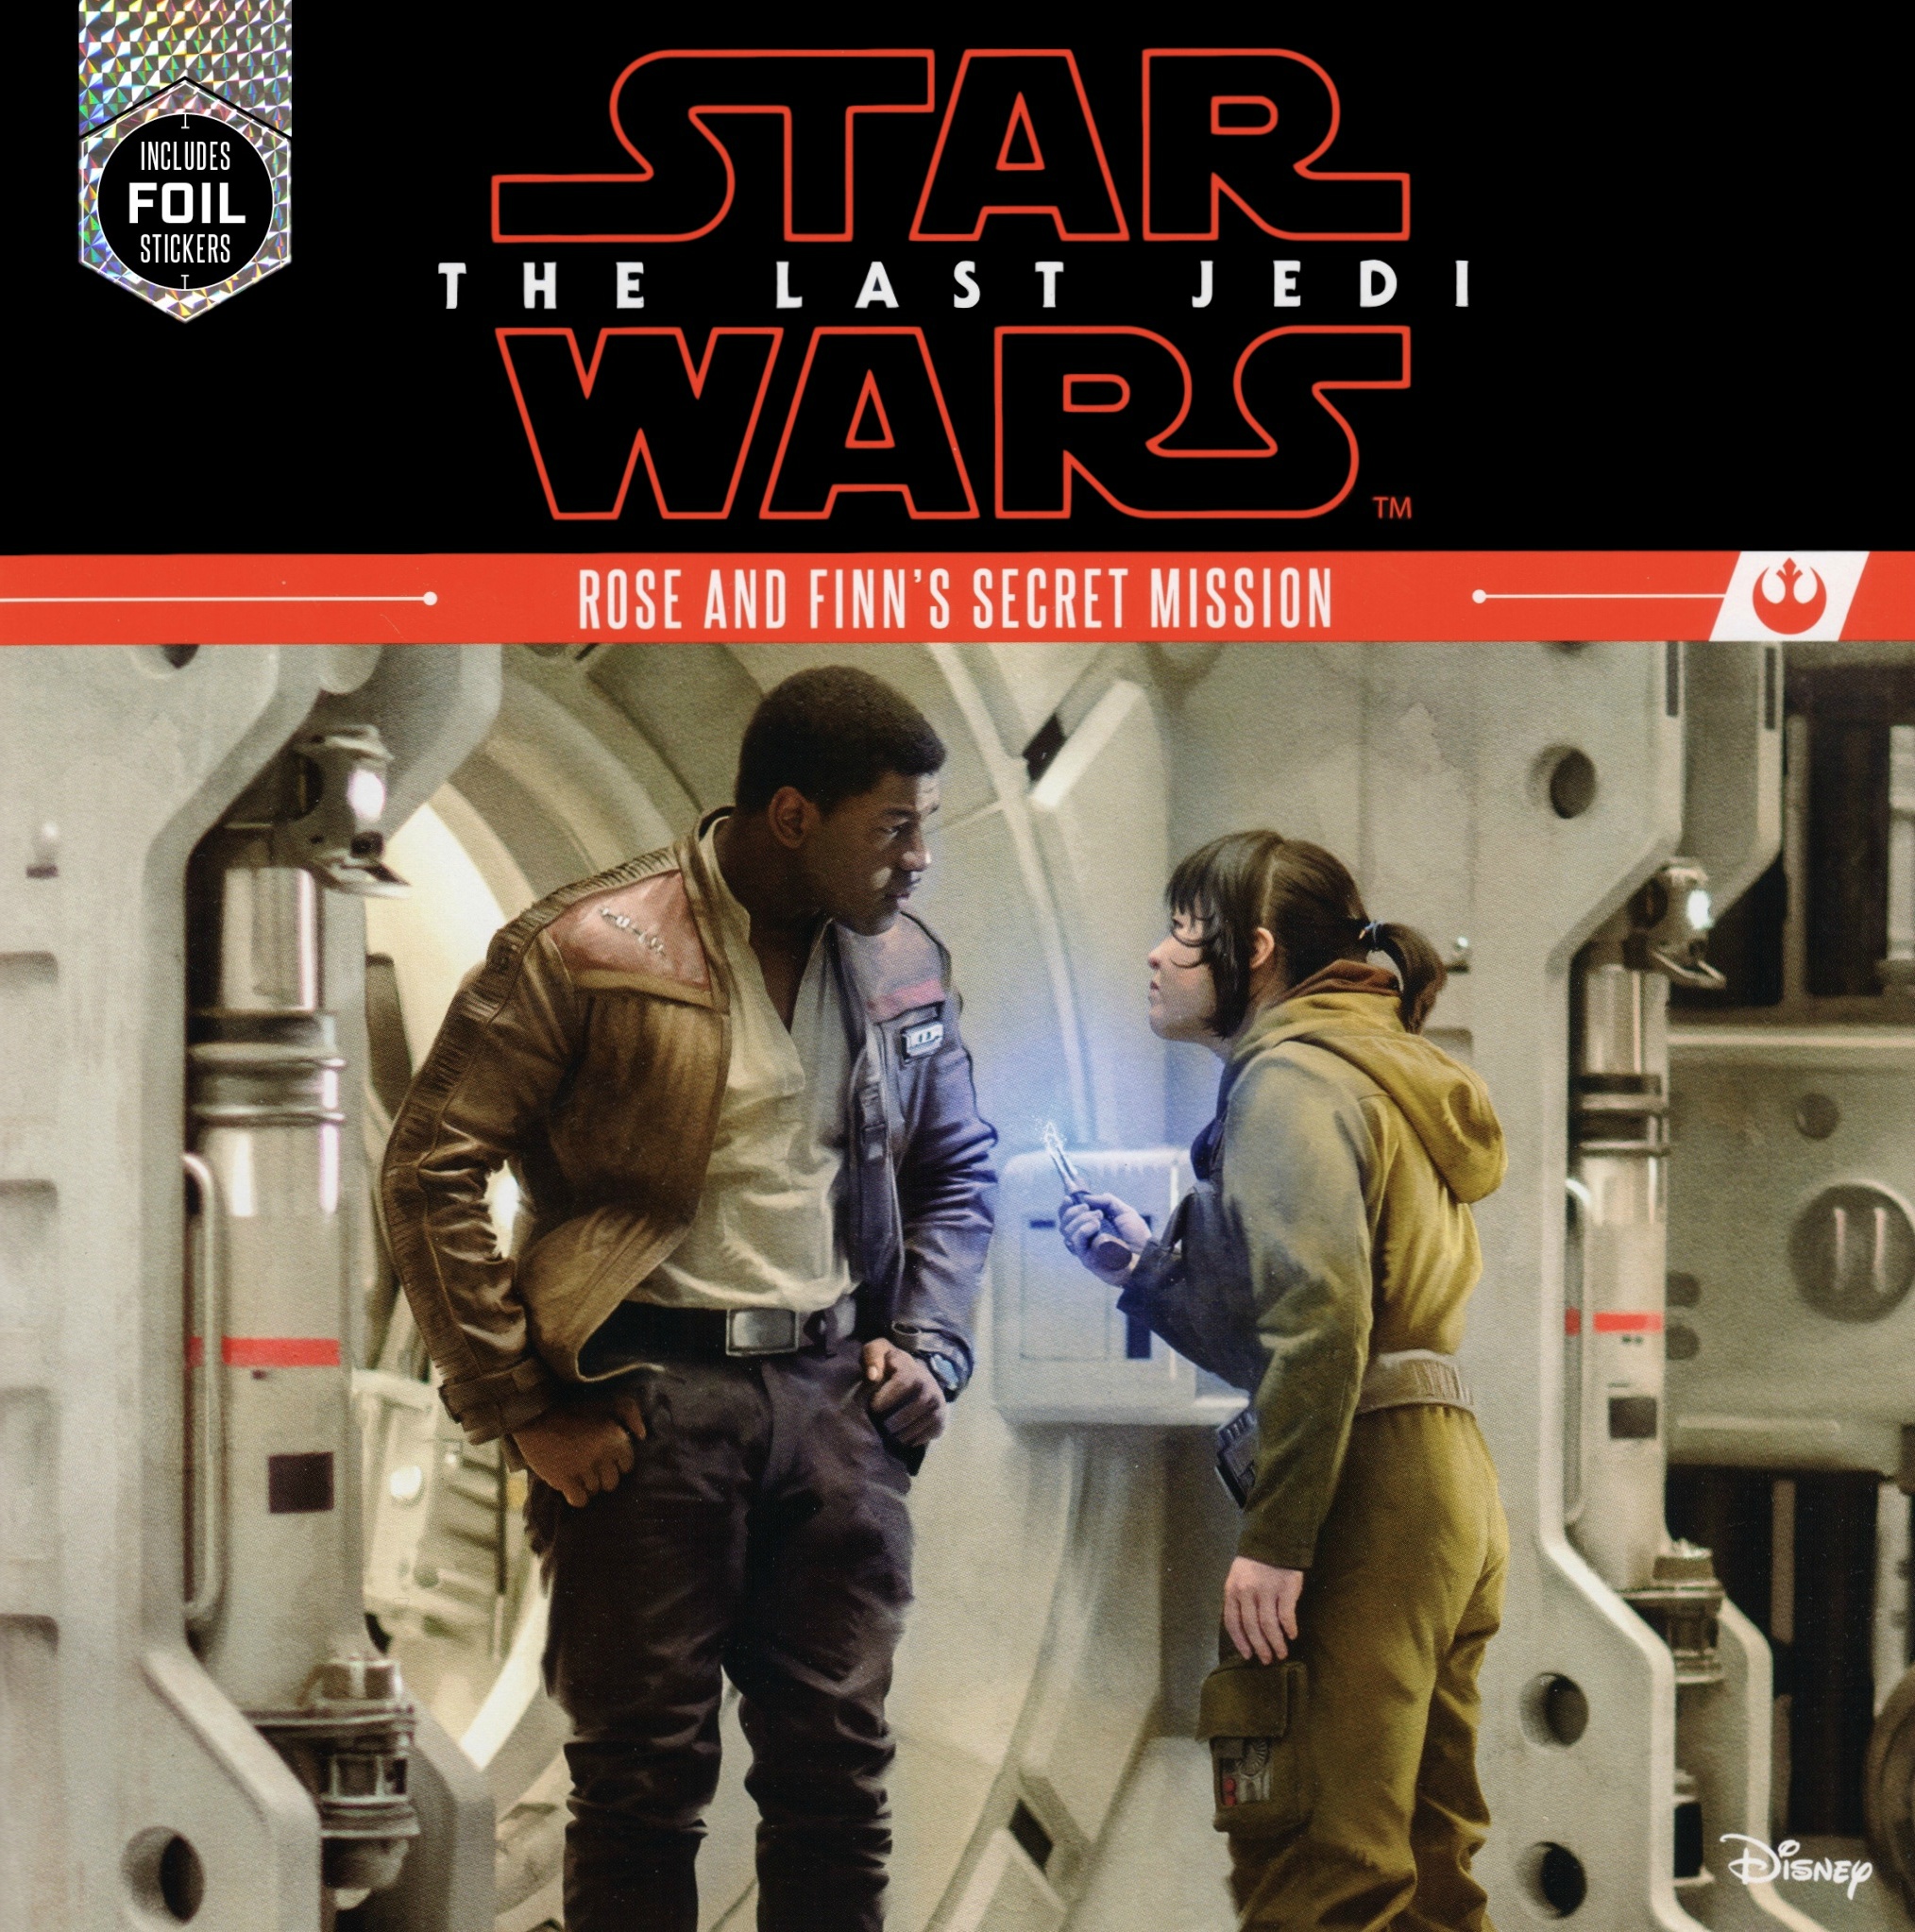 INCLUDES
FOIL
STICKERS
STAR
THE LAST JEDI
WARS
TM
ROSE AND FINN'S SECRET MISSION
Disney